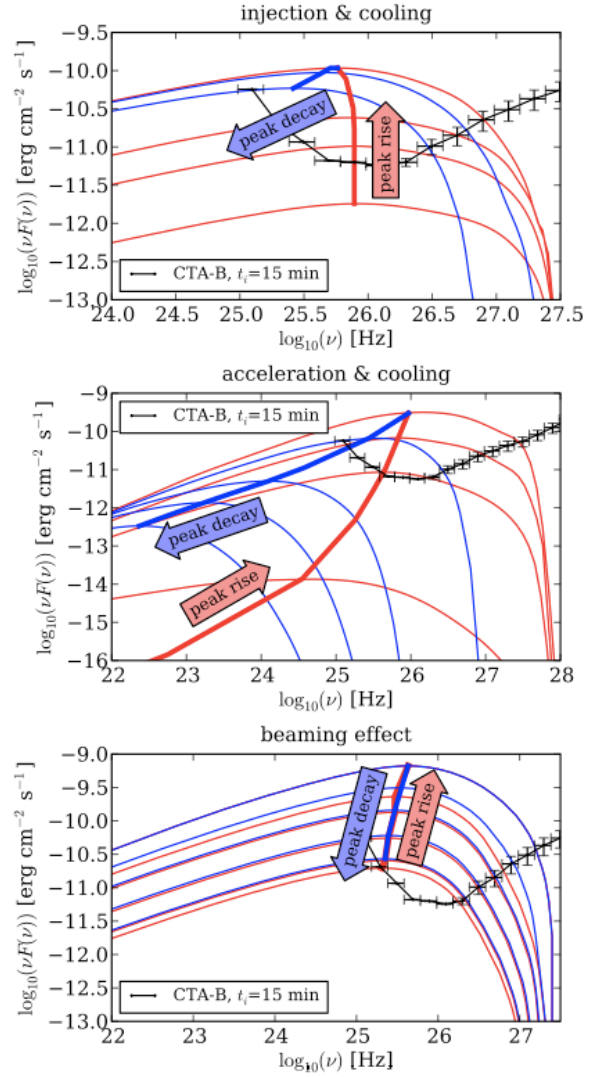 injection & cooling
−9.5
−10.0
−10.5
−11.0
−11.5
−12.0
−12.5
−13.0
log₁₀(νF(ν)) [erg cm⁻² s⁻¹]
peak decay
peak rise
CTA-B, tᵢ=15 min
24.0 24.5 25.0 25.5 26.0 26.5 27.0 27.5
log₁₀(ν) [Hz]
acceleration & cooling
−9
−10
−11
−12
−13
−14
−15
−16
log₁₀(νF(ν)) [erg cm⁻² s⁻¹]
CTA-B, tᵢ=15 min
peak decay
peak rise
22 23 24 25 26 27 28
log₁₀(ν) [Hz]
beaming effect
−9.0
−9.5
−10.0
−10.5
−11.0
−11.5
−12.0
−12.5
−13.0
log₁₀(νF(ν)) [erg cm⁻² s⁻¹]
peak decay
peak rise
CTA-B, tᵢ=15 min
22 23 24 25 26 27
log₁₀(ν) [Hz]